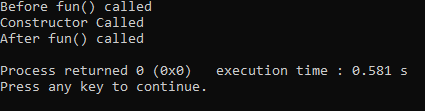 Before fun() called
Constructor Called
After fun() called
Process returned 0 (0x0)   execution time : 0.581 s
Press any key to continue.